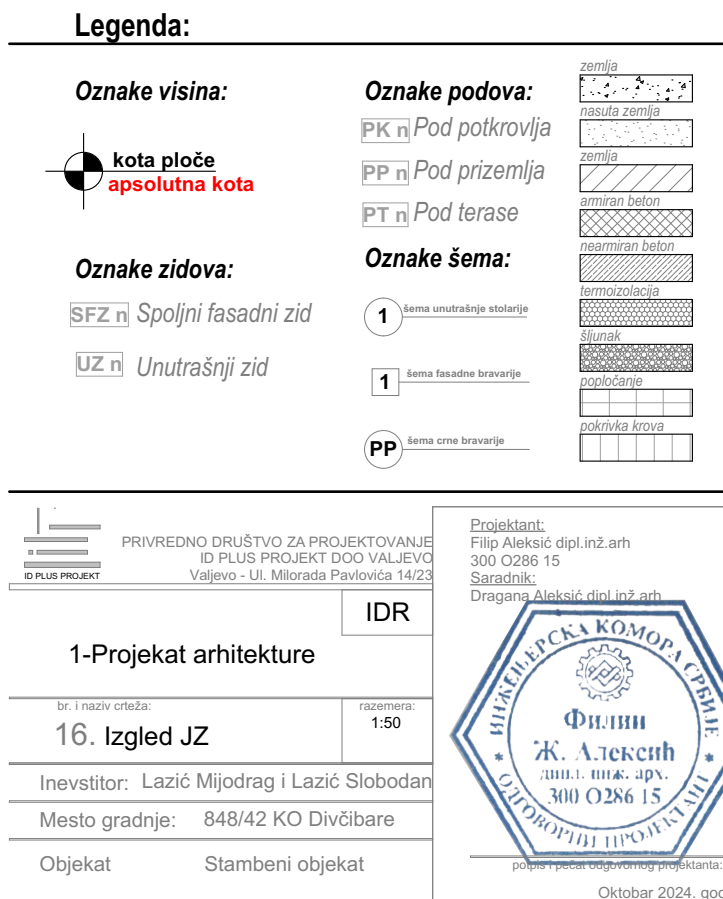 Legenda:
Oznake visina:
kota ploče
apsolutna kota
Oznake zidova:
SFZ n Spoljni fasadni zid
UZ n Unutrašnji zid
Oznake podova:
PK n Pod potkrovlja
PP n Pod prizemlja
PT n Pod terase
Oznake šema:
1 šema unutrašnje stolarije
1 šema fasadne bravarije
PP šema crne bravarije
zemlja
nasuta zemlja
zemlja
armiran beton
nearmiran beton
termoizolacija
šljunak
popločanje
pokrivka krova
ID PLUS PROJEKT
PRIVREDNO DRUŠTVO ZA PROJEKTOVANJE
ID PLUS PROJEKT DOO VALJEVO
Valjevo - Ul. Milorada Pavlovića 14/23
IDR
1-Projekat arhitekture
br. i naziv crteža:
16. Izgled JZ
razemera:
1:50
Inevstitor: Lazić Mijodrag i Lazić Slobodan
Mesto gradnje: 848/42 KO Divčibare
Objekat Stambeni objekat
Projektant:
Filip Aleksić dipl.inž.arh
300 O286 15
Saradnik:
Dragana Aleksić dipl.inž.arh
ИНЖЕЊЕРСКА КОМОРА СРБИЈЕ
Филип
Ж. Алексић
дипл. инж. арх.
300 О286 15
ОДГОВОРНИ ПРОЈЕКТАНТ
potpis i pečat odgovornog projektanta:
Oktobar 2024. god